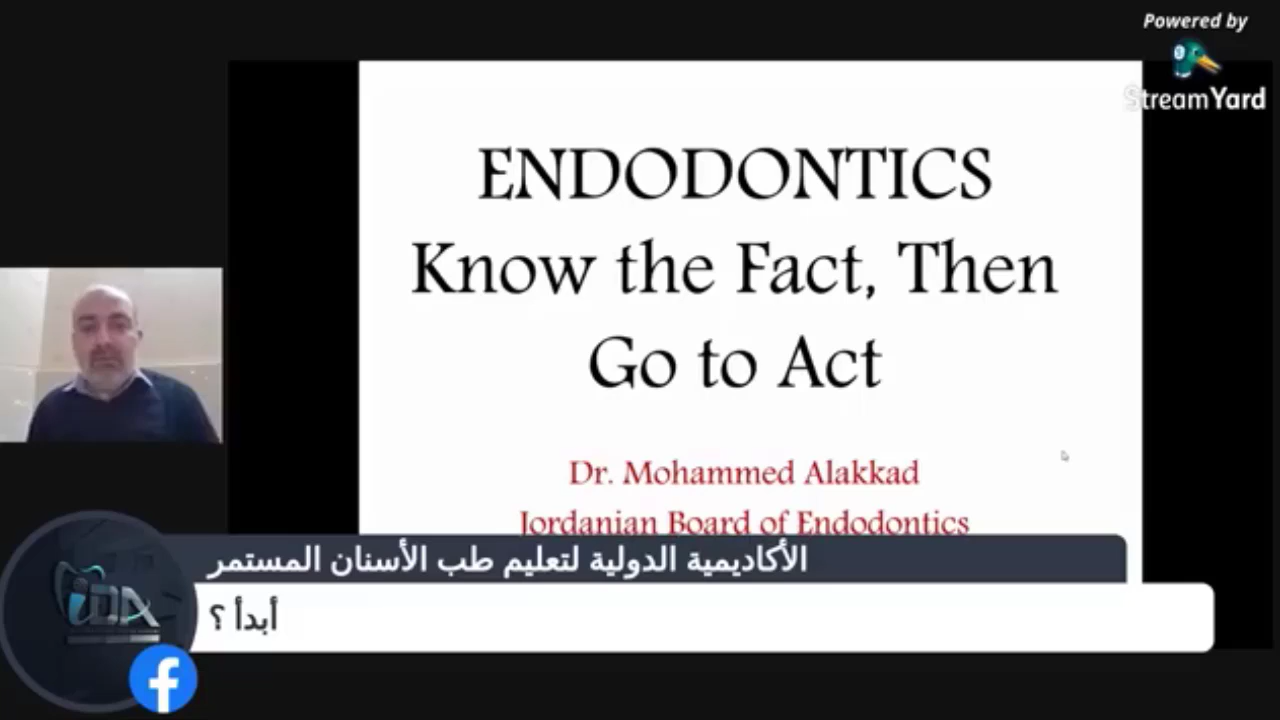 Powered by
StreamYard
ENDODONTICS
Know the Fact, Then
Go to Act
Dr. Mohammed Alakkad
Jordanian Board of Endodontics
الأكاديمية الدولية لتعليم طب الأسنان المستمر
أبدأ ؟
iDA